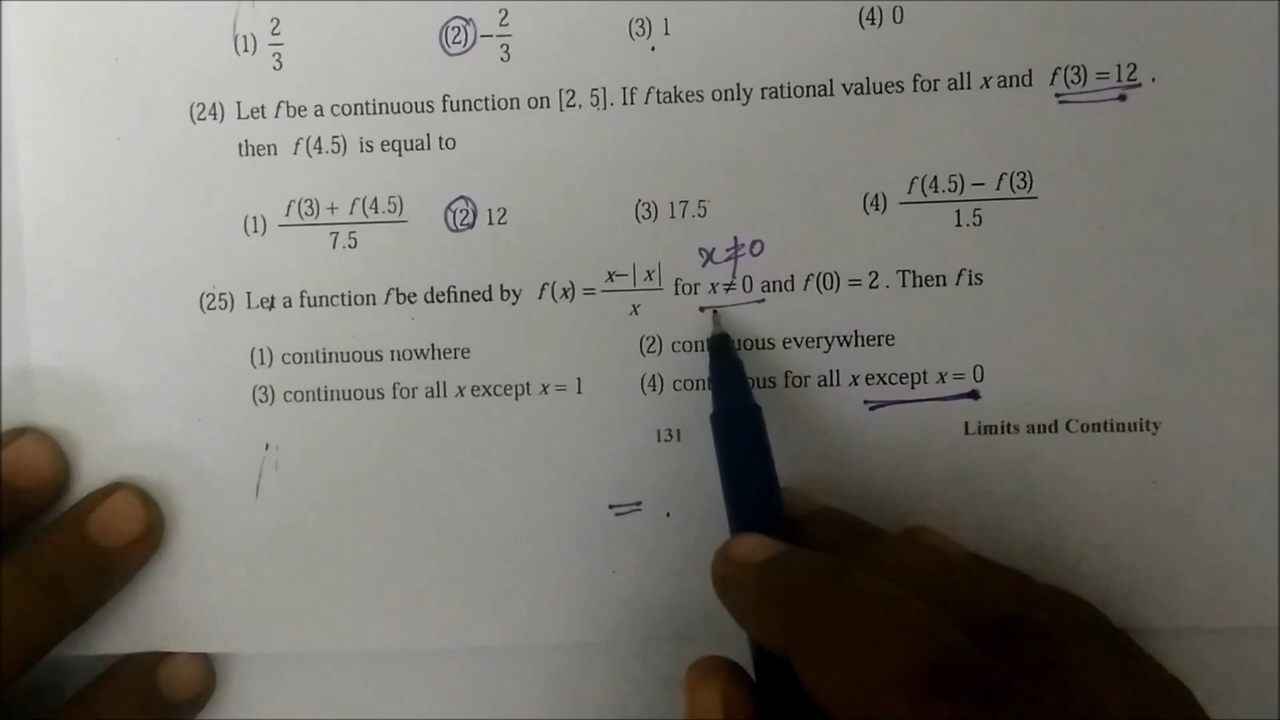 (1) 2/3 (2) -2/3 (3) 1 (4) 0
(24) Let f be a continuous function on [2, 5]. If f takes only rational values for all x and f(3) = 12 ,
then f(4.5) is equal to
(1) f(3) + f(4.5) / 7.5 (2) 12 (3) 17.5 (4) f(4.5) − f(3) / 1.5
x≠0
(25) Let a function f be defined by f(x) = x−|x| / x for x≠0 and f(0) = 2 . Then f is
(1) continuous nowhere (2) continuous everywhere
(3) continuous for all x except x = 1 (4) continuous for all x except x = 0
131 Limits and Continuity
= .